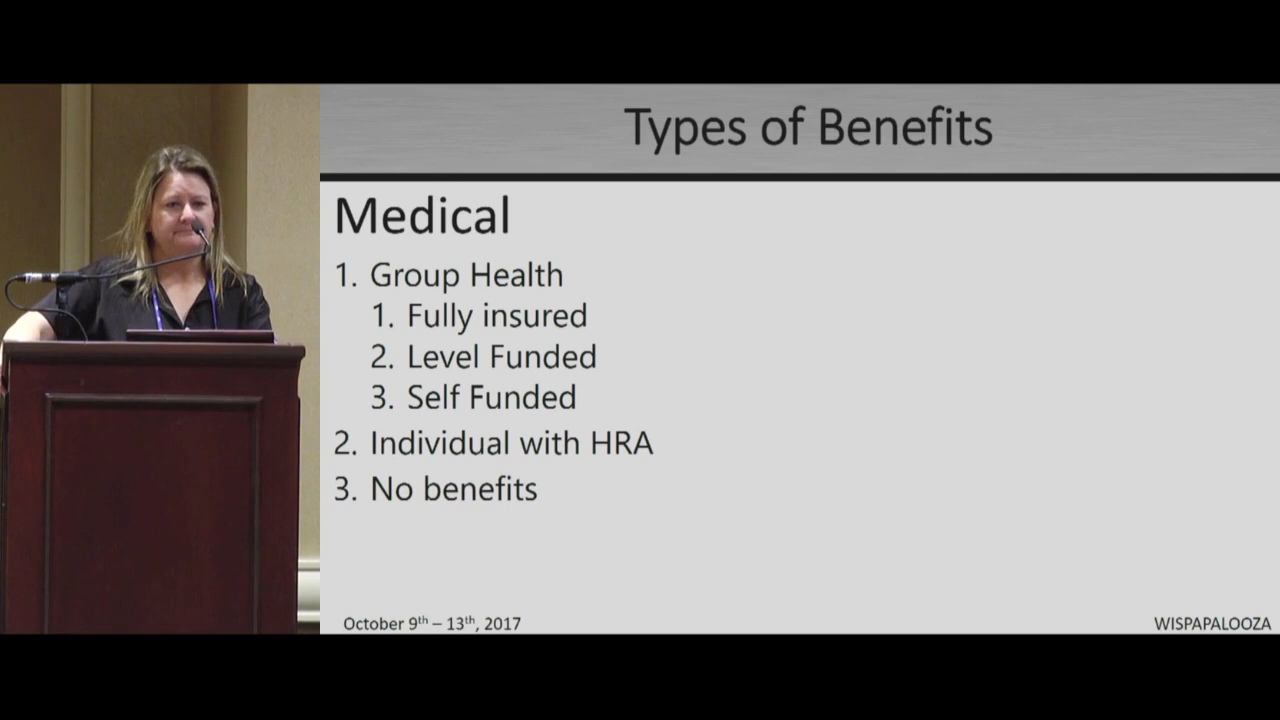 Types of Benefits
Medical
1. Group Health
1. Fully insured
2. Level Funded
3. Self Funded
2. Individual with HRA
3. No benefits
October 9th – 13th, 2017
WISPAPALOOZA